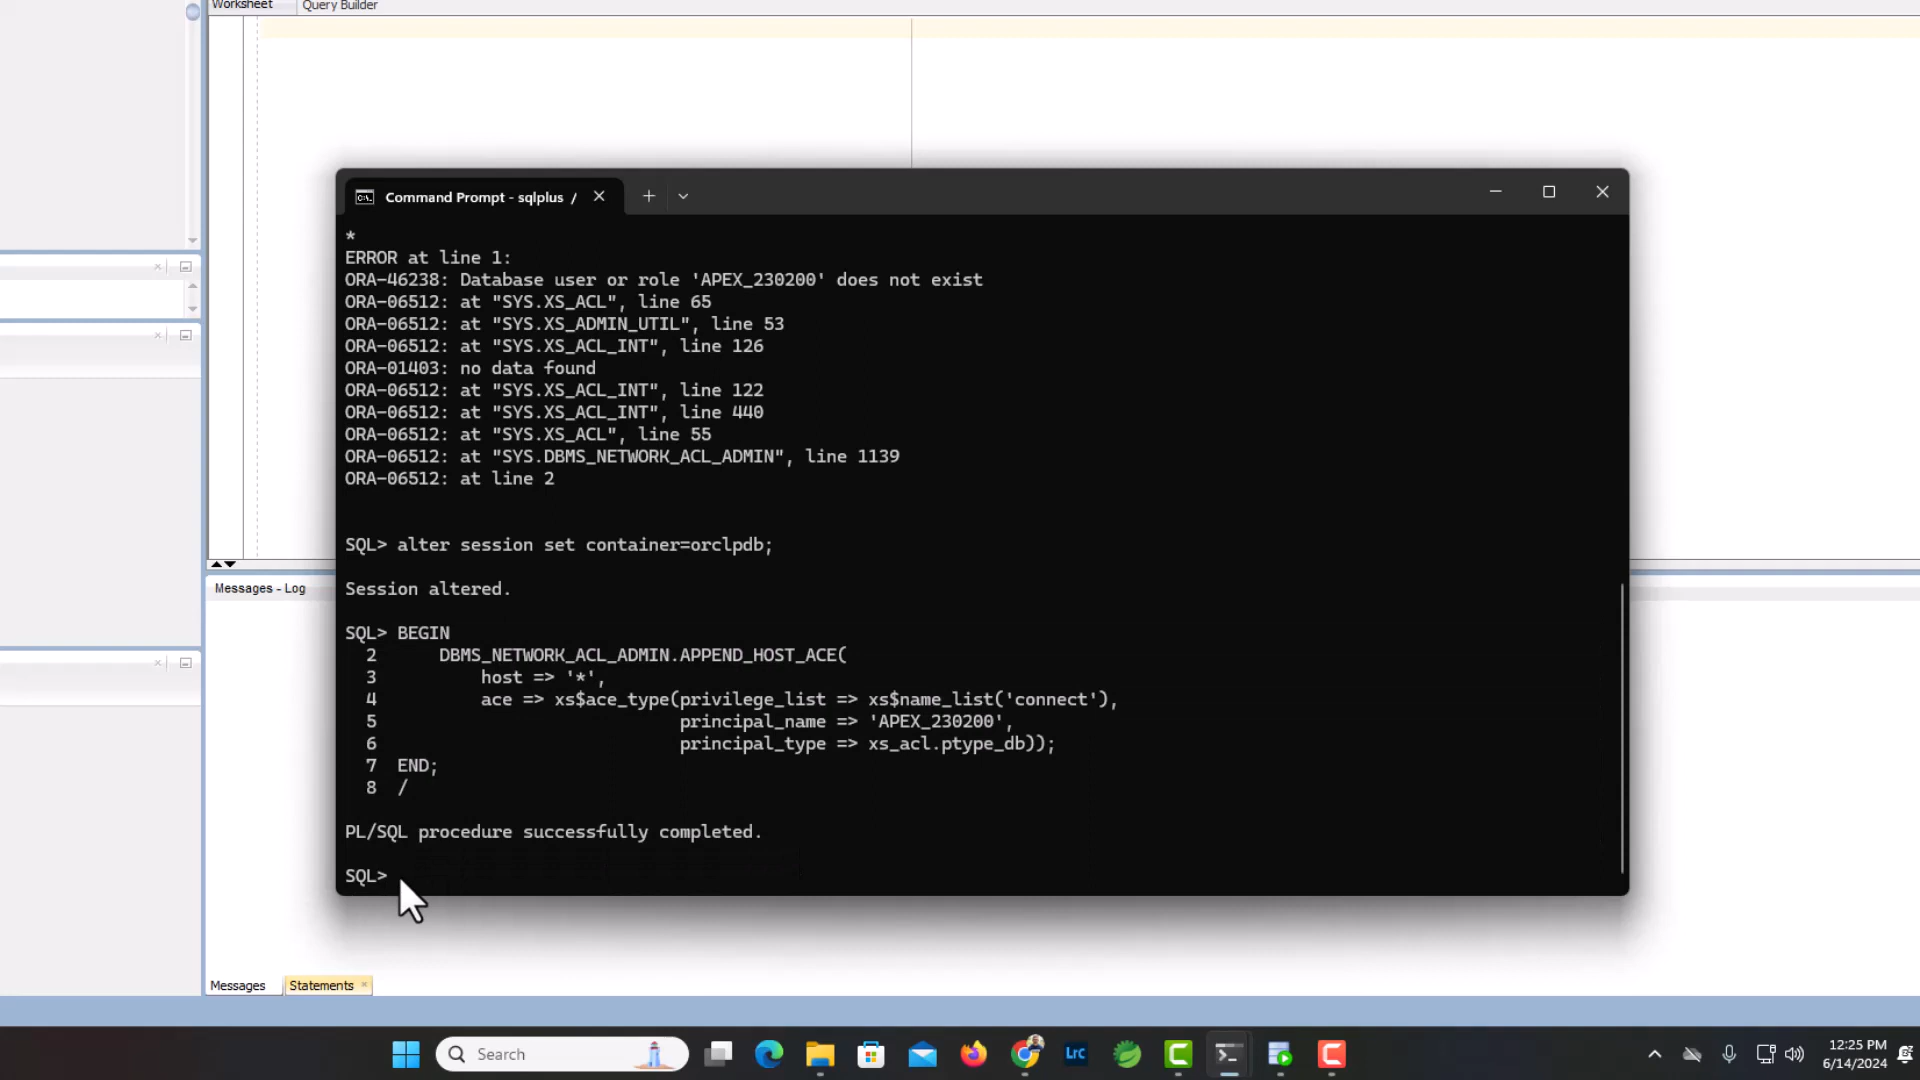 Worksheet Query Builder
Command Prompt - sqlplus /
*
ERROR at line 1:
ORA-46238: Database user or role 'APEX_230200' does not exist
ORA-06512: at "SYS.XS_ACL", line 65
ORA-06512: at "SYS.XS_ADMIN_UTIL", line 53
ORA-06512: at "SYS.XS_ACL_INT", line 126
ORA-01403: no data found
ORA-06512: at "SYS.XS_ACL_INT", line 122
ORA-06512: at "SYS.XS_ACL_INT", line 440
ORA-06512: at "SYS.XS_ACL", line 55
ORA-06512: at "SYS.DBMS_NETWORK_ACL_ADMIN", line 1139
ORA-06512: at line 2
SQL> alter session set container=orclpdb;
Session altered.
SQL> BEGIN
2 DBMS_NETWORK_ACL_ADMIN.APPEND_HOST_ACE(
3 host => '*',
4 ace => xs$ace_type(privilege_list => xs$name_list('connect'),
5 principal_name => 'APEX_230200',
6 principal_type => xs_acl.ptype_db));
7 END;
8 /
PL/SQL procedure successfully completed.
SQL>
Messages - Log
Messages Statements
Search
Lrc
12:25 PM
6/14/2024